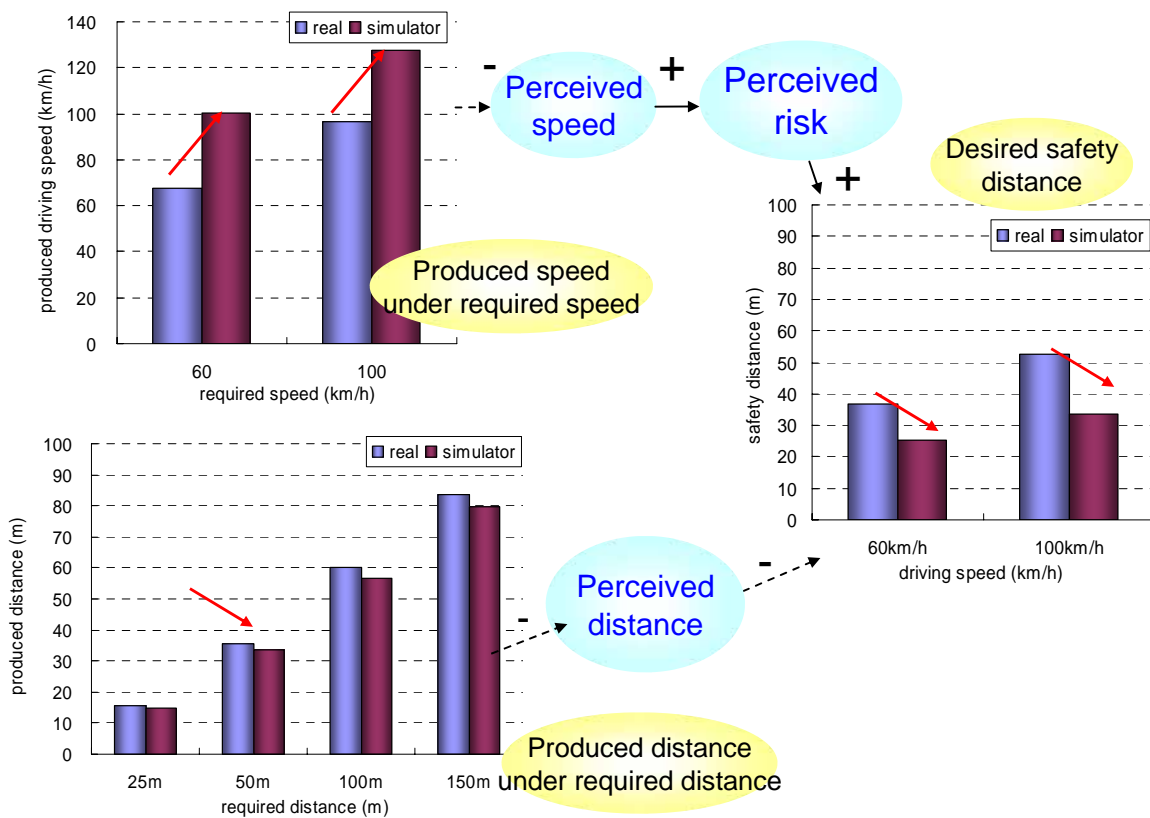 produced driving speed (km/h)
140
120
100
80
60
40
20
0
real simulator
60 100
required speed (km/h)
Produced speed
under required speed
-
Perceived
speed
+
Perceived
risk
+
Desired safety
distance
safety distance (m)
100
90
80
70
60
50
40
30
20
10
0
real simulator
60km/h 100km/h
driving speed (km/h)
produced distance (m)
100
90
80
70
60
50
40
30
20
10
0
real simulator
25m 50m 100m 150m
required distance (m)
-
Perceived
distance
-
Produced distance
under required distance